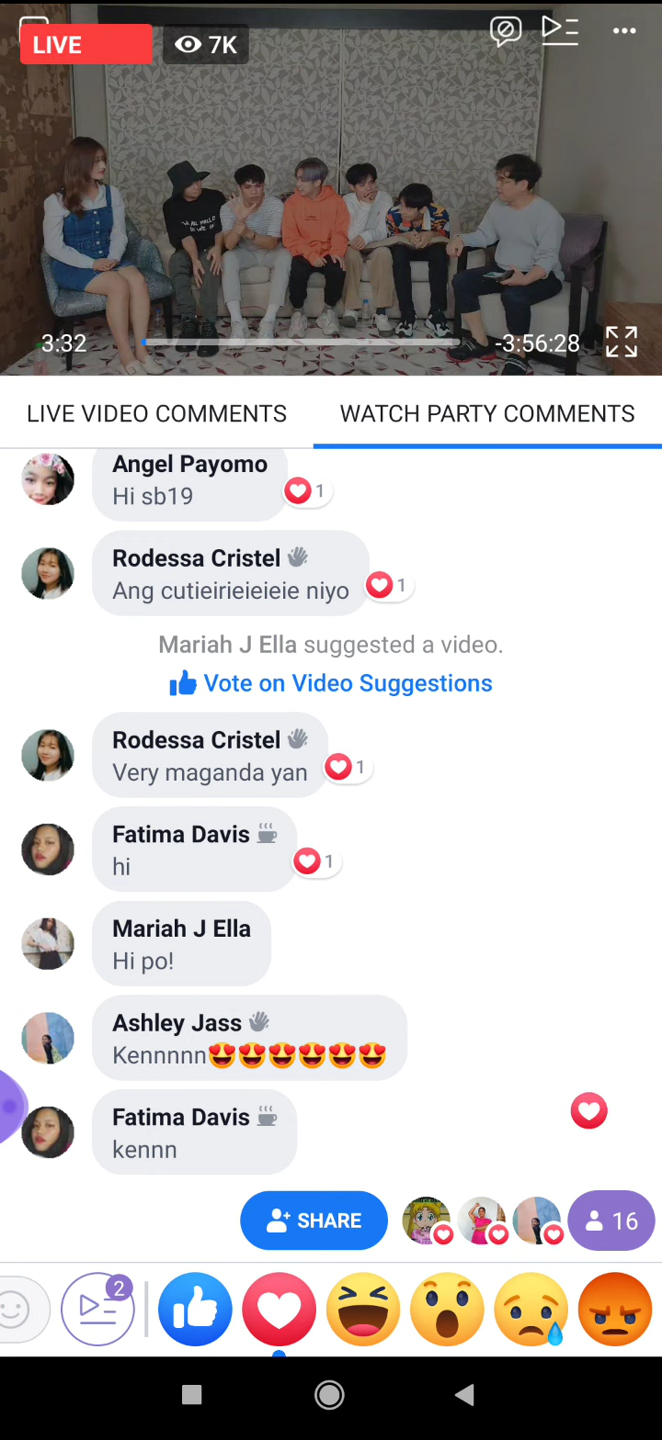 LIVE
7K
3:32
-3:56:28
LIVE VIDEO COMMENTS
WATCH PARTY COMMENTS
Angel Payomo
Hi sb19
1
Rodessa Cristel
Ang cutieirieieieie niyo
1
Mariah J Ella suggested a video.
Vote on Video Suggestions
Rodessa Cristel
Very maganda yan
1
Fatima Davis
hi
1
Mariah J Ella
Hi po!
Ashley Jass
Kennnnn😍😍😍😍😍😍
Fatima Davis
kennn
SHARE
16
2